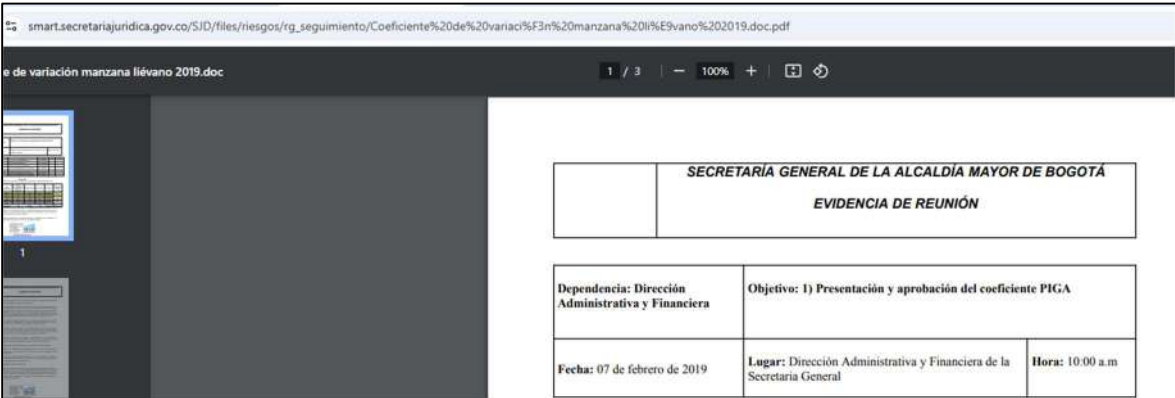 smart.secretariajuridica.gov.co/SJD/files/riesgos/rg_seguimiento/Coeficiente%20de%20variaci%F3n%20manzana%20li%E9vano%202019.doc.pdf
e de variación manzana liévano 2019.doc
1 / 3 | − 100% + |
SECRETARÍA GENERAL DE LA ALCALDÍA MAYOR DE BOGOTÁ
EVIDENCIA DE REUNIÓN
1
Dependencia: Dirección
Administrativa y Financiera
Objetivo: 1) Presentación y aprobación del coeficiente PIGA
Fecha: 07 de febrero de 2019
Lugar: Dirección Administrativa y Financiera de la
Secretaria General
Hora: 10:00 a.m